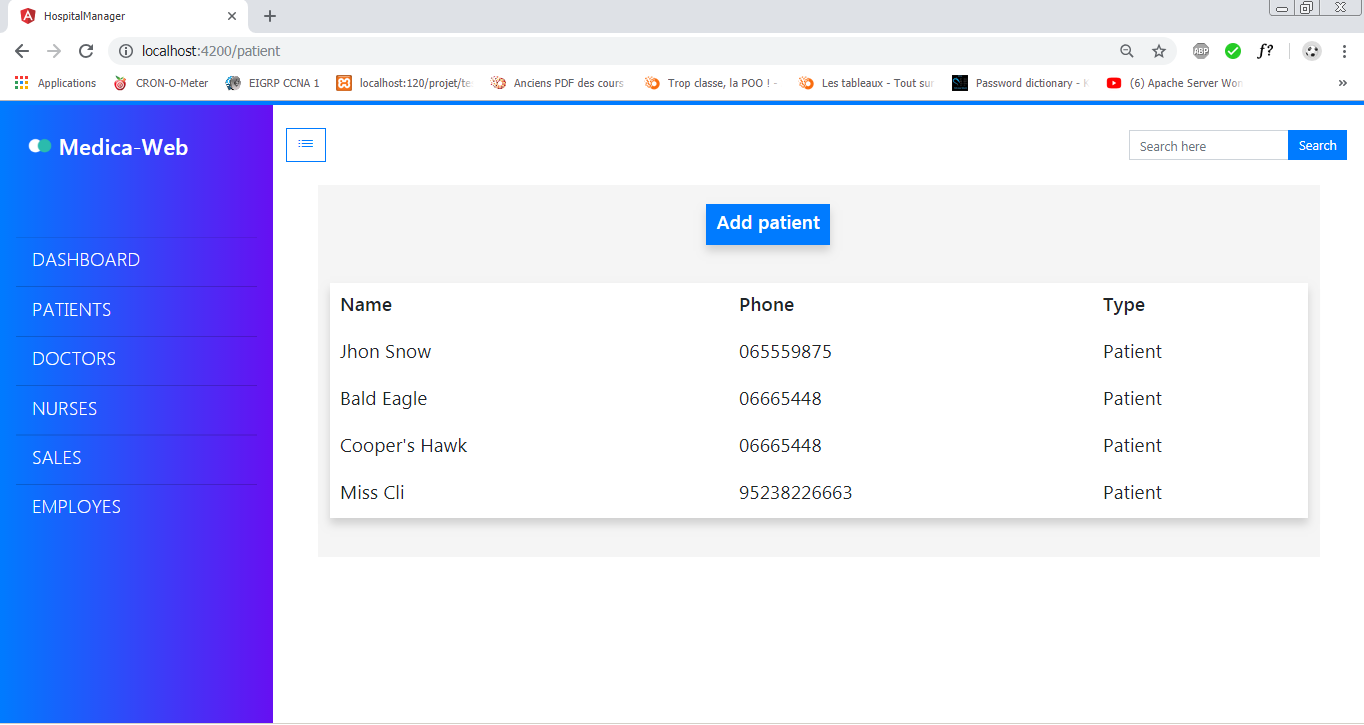 HospitalManager
localhost:4200/patient
ABP
f?
Applications CRON-O-Meter EIGRP CCNA 1 localhost:120/projet/te Anciens PDF des cours Trop classe, la POO ! - Les tableaux - Tout sur Password dictionary - (6) Apache Server Won
Medica-Web
Search here Search
Add patient
DASHBOARD
PATIENTS
DOCTORS
NURSES
SALES
EMPLOYES
Name Phone Type
Jhon Snow 065559875 Patient
Bald Eagle 06665448 Patient
Cooper's Hawk 06665448 Patient
Miss Cli 95238226663 Patient